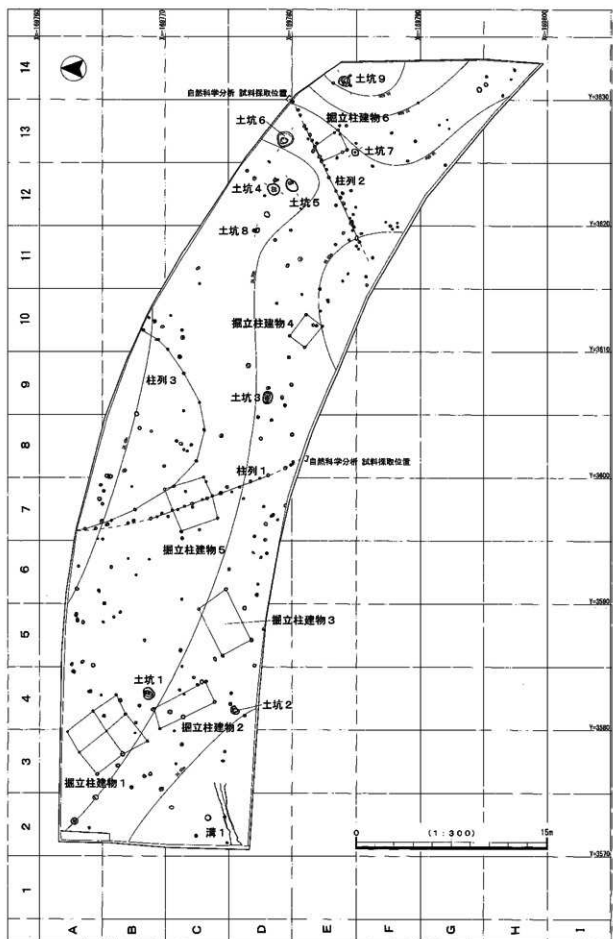 14
13
12
11
10
9
8
7
6
5
4
3
2
1
A
B
C
D
E
F
G
H
I
自然科学分析 試料採取位置
土坑9
土坑6
掘立柱建物6
土坑7
土坑4
柱列2
土坑5
土坑8
掘立柱建物4
柱列3
土坑3
柱列1
自然科学分析 試料採取位置
掘立柱建物5
掘立柱建物3
土坑1
土坑2
掘立柱建物2
掘立柱建物1
溝1
0
(1:300)
15m